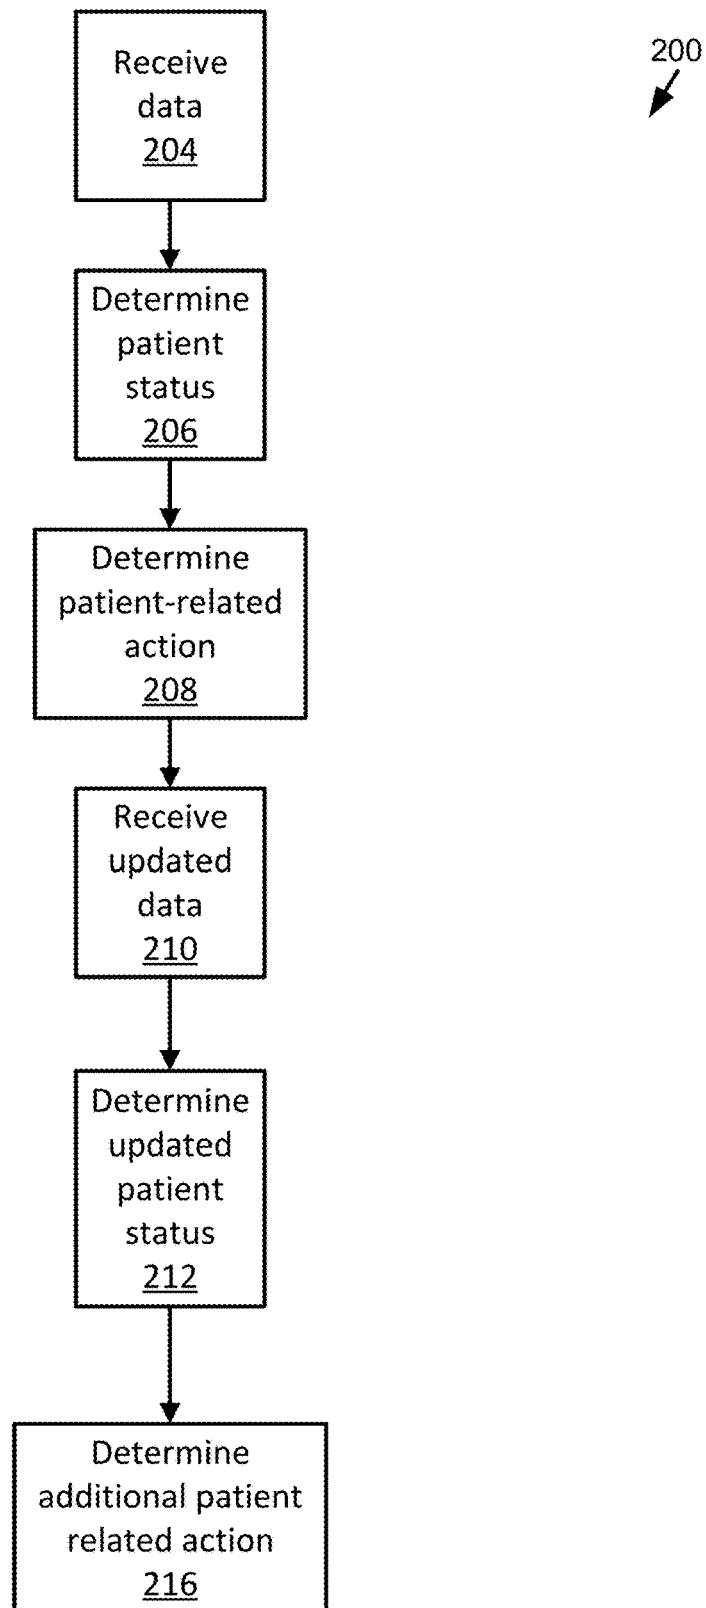 200
Receive
data
204
Determine
patient
status
206
Determine
patient-related
action
208
Receive
updated
data
210
Determine
updated
patient
status
212
Determine
additional patient
related action
216